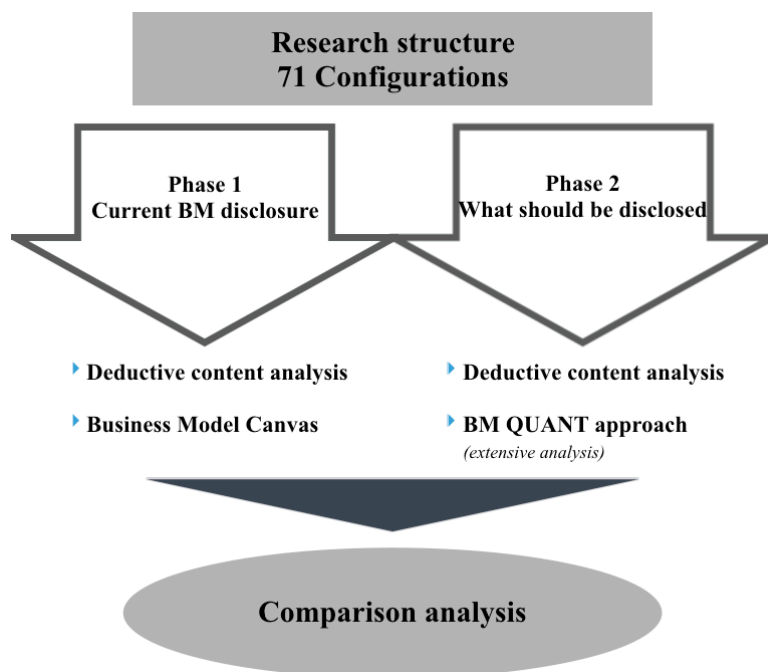 Research structure
71 Configurations
Phase 1
Current BM disclosure
Phase 2
What should be disclosed
Deductive content analysis
Business Model Canvas
Deductive content analysis
BM QUANT approach
(extensive analysis)
Comparison analysis